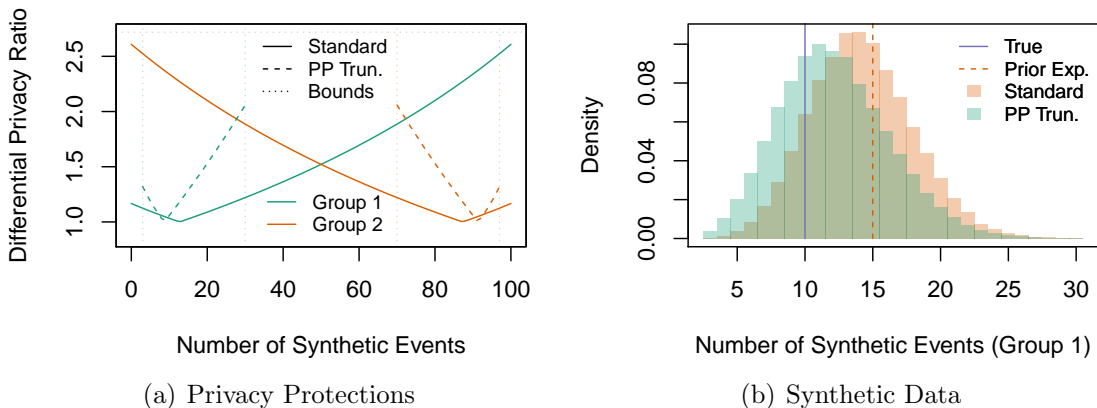 Differential Privacy Ratio
2.5
2.0
1.5
1.0
Standard
PP Trun.
Bounds
Group 1
Group 2
0 20 40 60 80 100
Number of Synthetic Events
(a) Privacy Protections
Density
0.08
0.04
0.00
True
Prior Exp.
Standard
PP Trun.
5 10 15 20 25 30
Number of Synthetic Events (Group 1)
(b) Synthetic Data